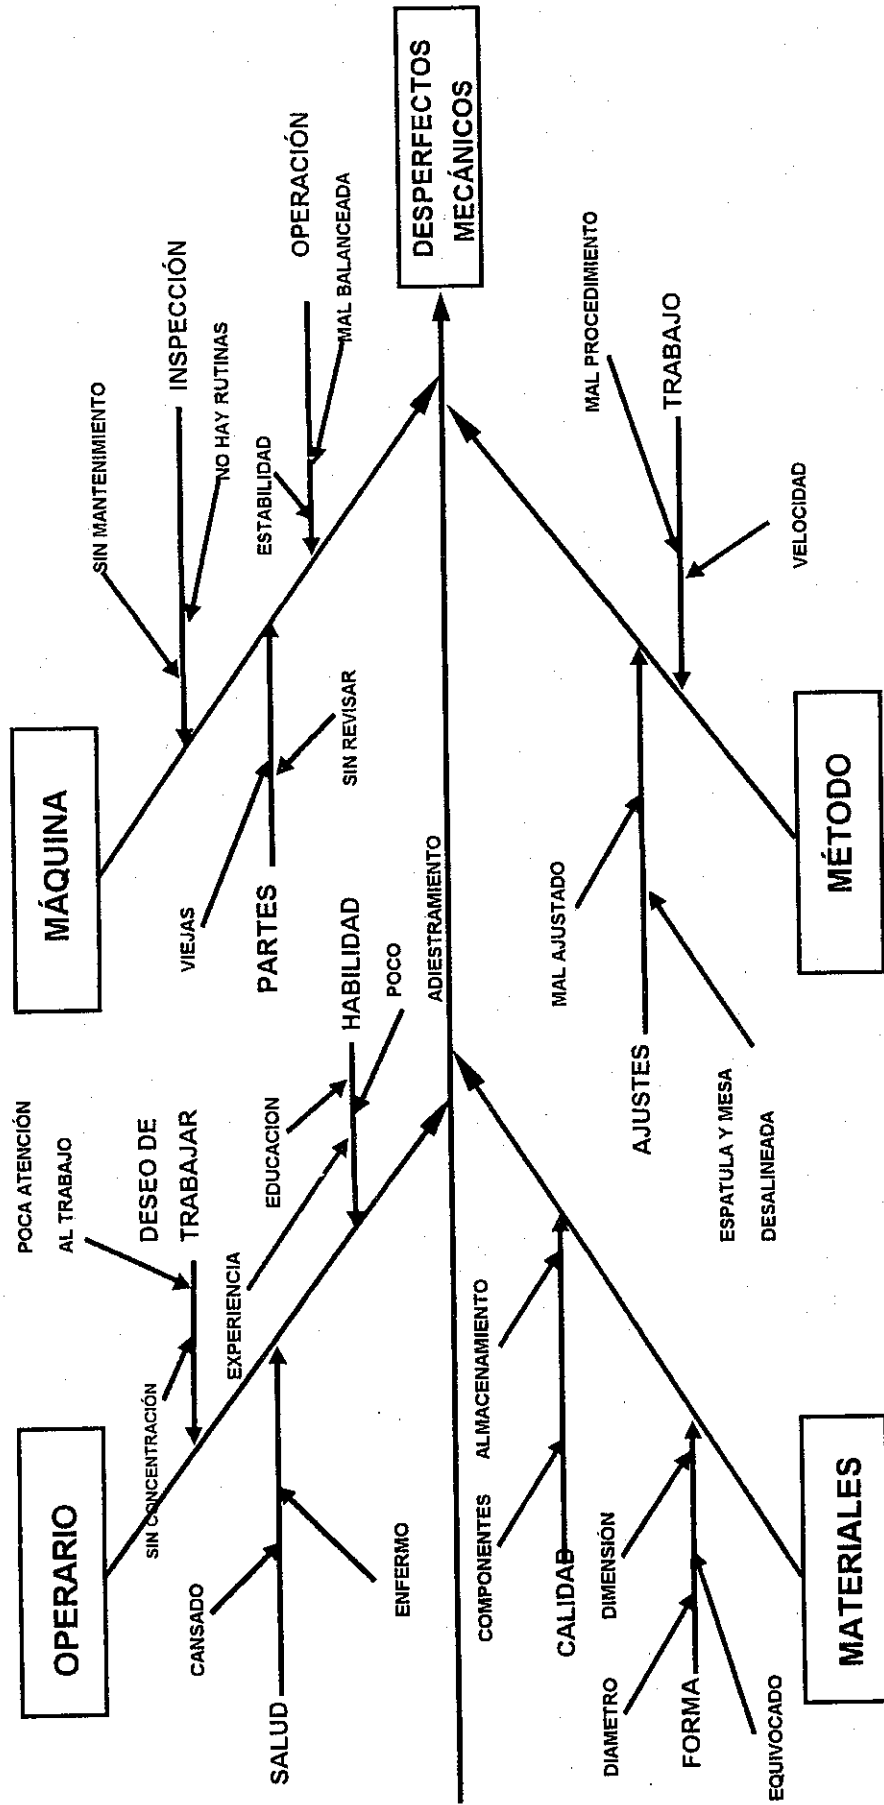 OPERARIO
MÁQUINA
POCA ATENCIÓN
AL TRABAJO
DESEO DE
TRABAJAR
SIN CONCENTRACIÓN
SIN MANTENIMIENTO
INSPECCIÓN
NO HAY RUTINAS
CANSADO
SALUD
ENFERMO
EXPERIENCIA
EDUCACION
HABILIDAD
POCO
ADIESTRAMIENTO
VIEJAS
PARTES
SIN REVISAR
ESTABILIDAD
OPERACIÓN
MAL BALANCEADA
DESPERFECTOS
MECÁNICOS
COMPONENTES
ALMACENAMIENTO
CALIDAD
DIAMETRO
DIMENSIÓN
FORMA
EQUIVOCADO
MAL AJUSTADO
AJUSTES
ESPATULA Y MESA
DESALINEADA
MAL PROCEDIMIENTO
TRABAJO
VELOCIDAD
MATERIALES
MÉTODO